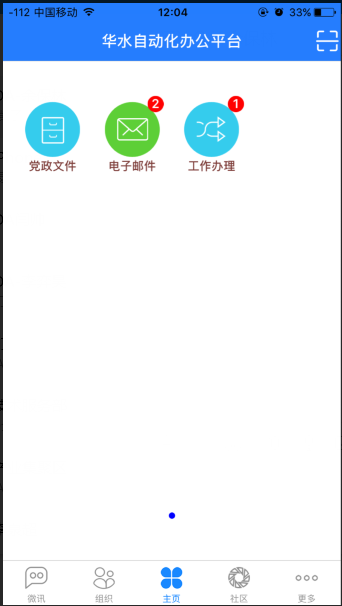 -112 中国移动 12:04 33%
华水自动化办公平台
2 1
党政文件 电子邮件 工作办理
微讯 组织 主页 社区 更多